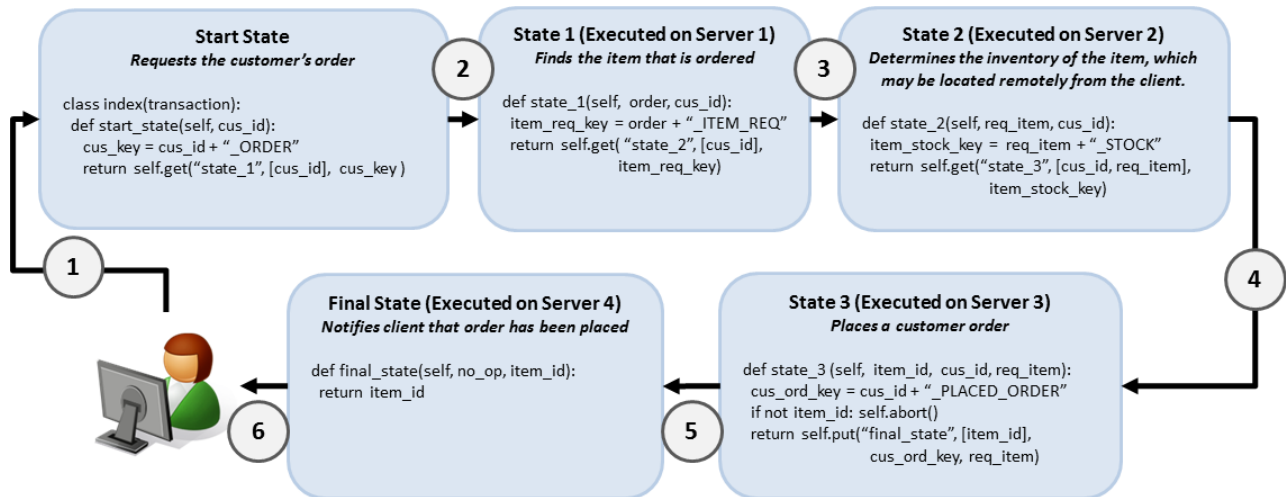 Start State
Requests the customer's order
class index(transaction):
def start_state(self, cus_id):
cus_key = cus_id + “_ORDER”
return self.get(“state_1”, [cus_id], cus_key )
2
State 1 (Executed on Server 1)
Finds the item that is ordered
def state_1(self, order, cus_id):
item_req_key = order + “_ITEM_REQ”
return self.get( “state_2”, [cus_id],
item_req_key)
3
State 2 (Executed on Server 2)
Determines the inventory of the item, which
may be located remotely from the client.
def state_2(self, req_item, cus_id):
item_stock_key = req_item + “_STOCK”
return self.get(“state_3”, [cus_id, req_item],
item_stock_key)
1
4
Final State (Executed on Server 4)
Notifies client that order has been placed
def final_state(self, no_op, item_id):
return item_id
State 3 (Executed on Server 3)
Places a customer order
def state_3 (self, item_id, cus_id, req_item):
cus_ord_key = cus_id + “_PLACED_ORDER”
if not item_id: self.abort()
return self.put(“final_state”, [item_id],
cus_ord_key, req_item)
6
5